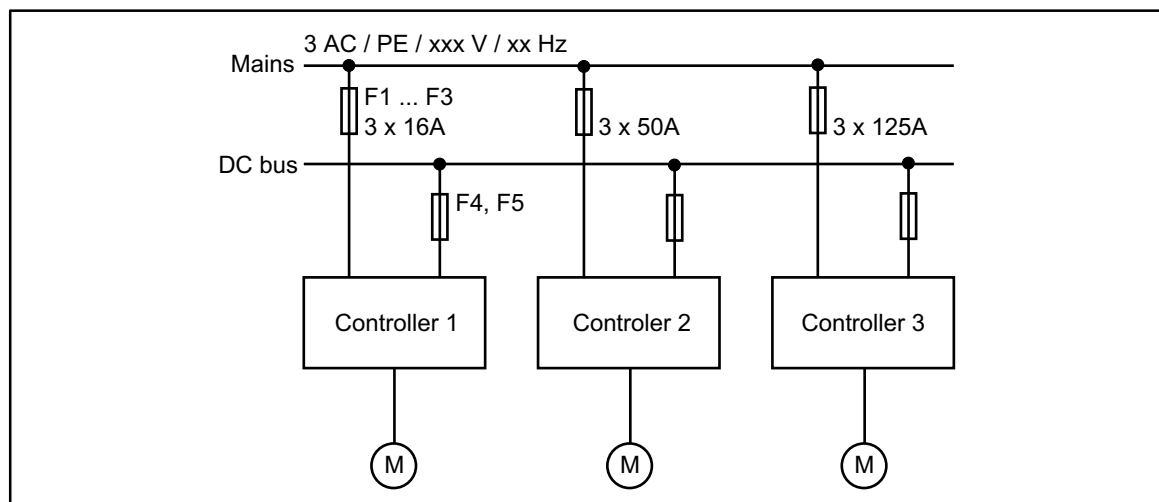 3 AC / PE / xxx V / xx Hz
Mains
F1 ... F3
3 x 16A
3 x 50A
3 x 125A
DC bus
F4, F5
Controller 1
Controler 2
Controller 3
M
M
M